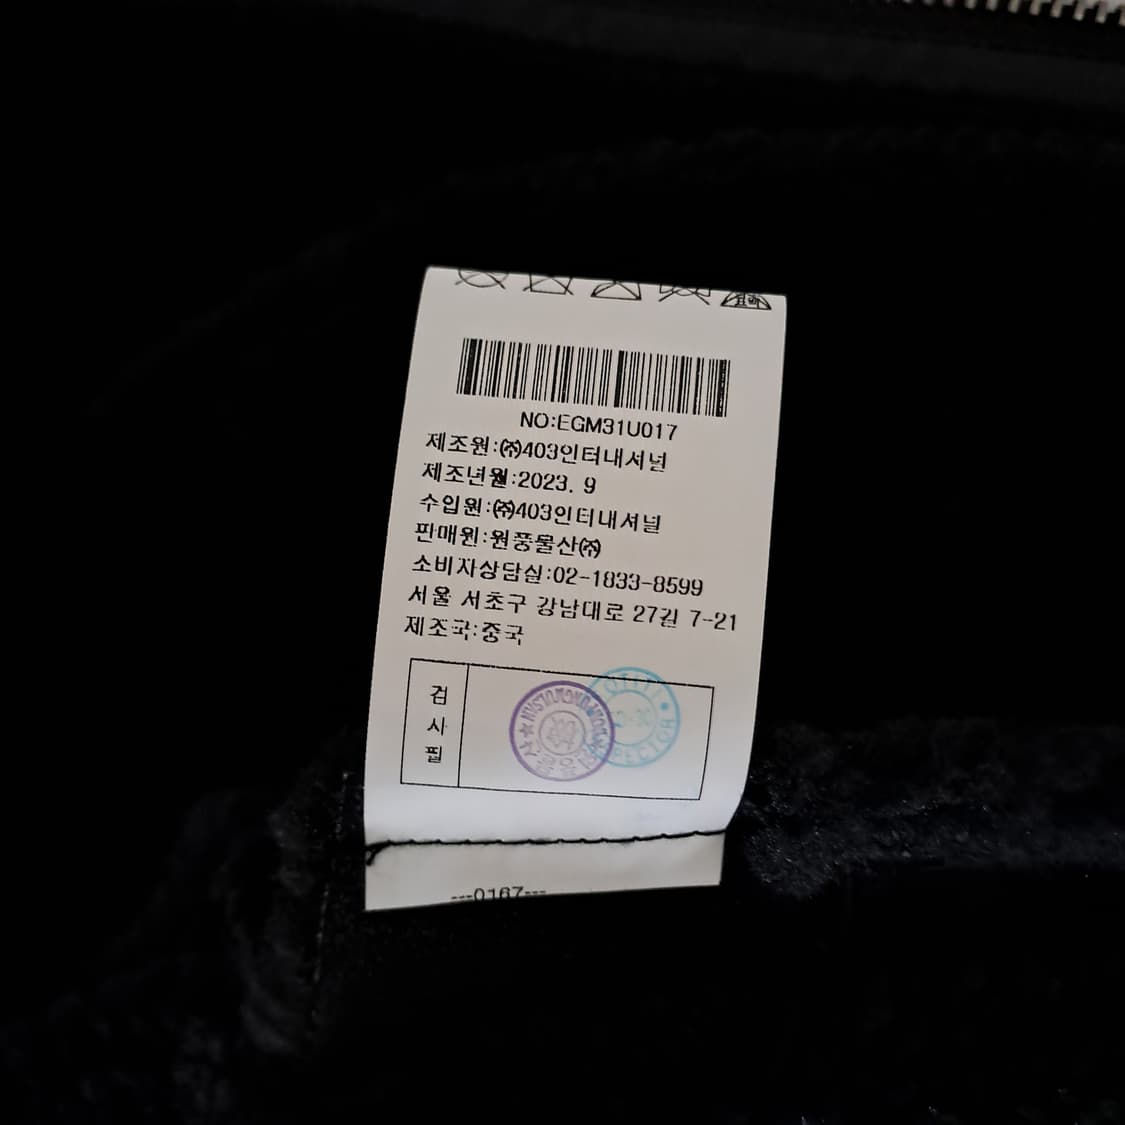 NO:EGM31U017
제조원:㈜403인터내셔널
제조년월:2023. 9
수입원:㈜403인터내셔널
판매원:원풍물산㈜
소비자상담실:02-1833-8599
서울 서초구 강남대로 27길 7-21
제조국:중국
검
사
필
---0167---